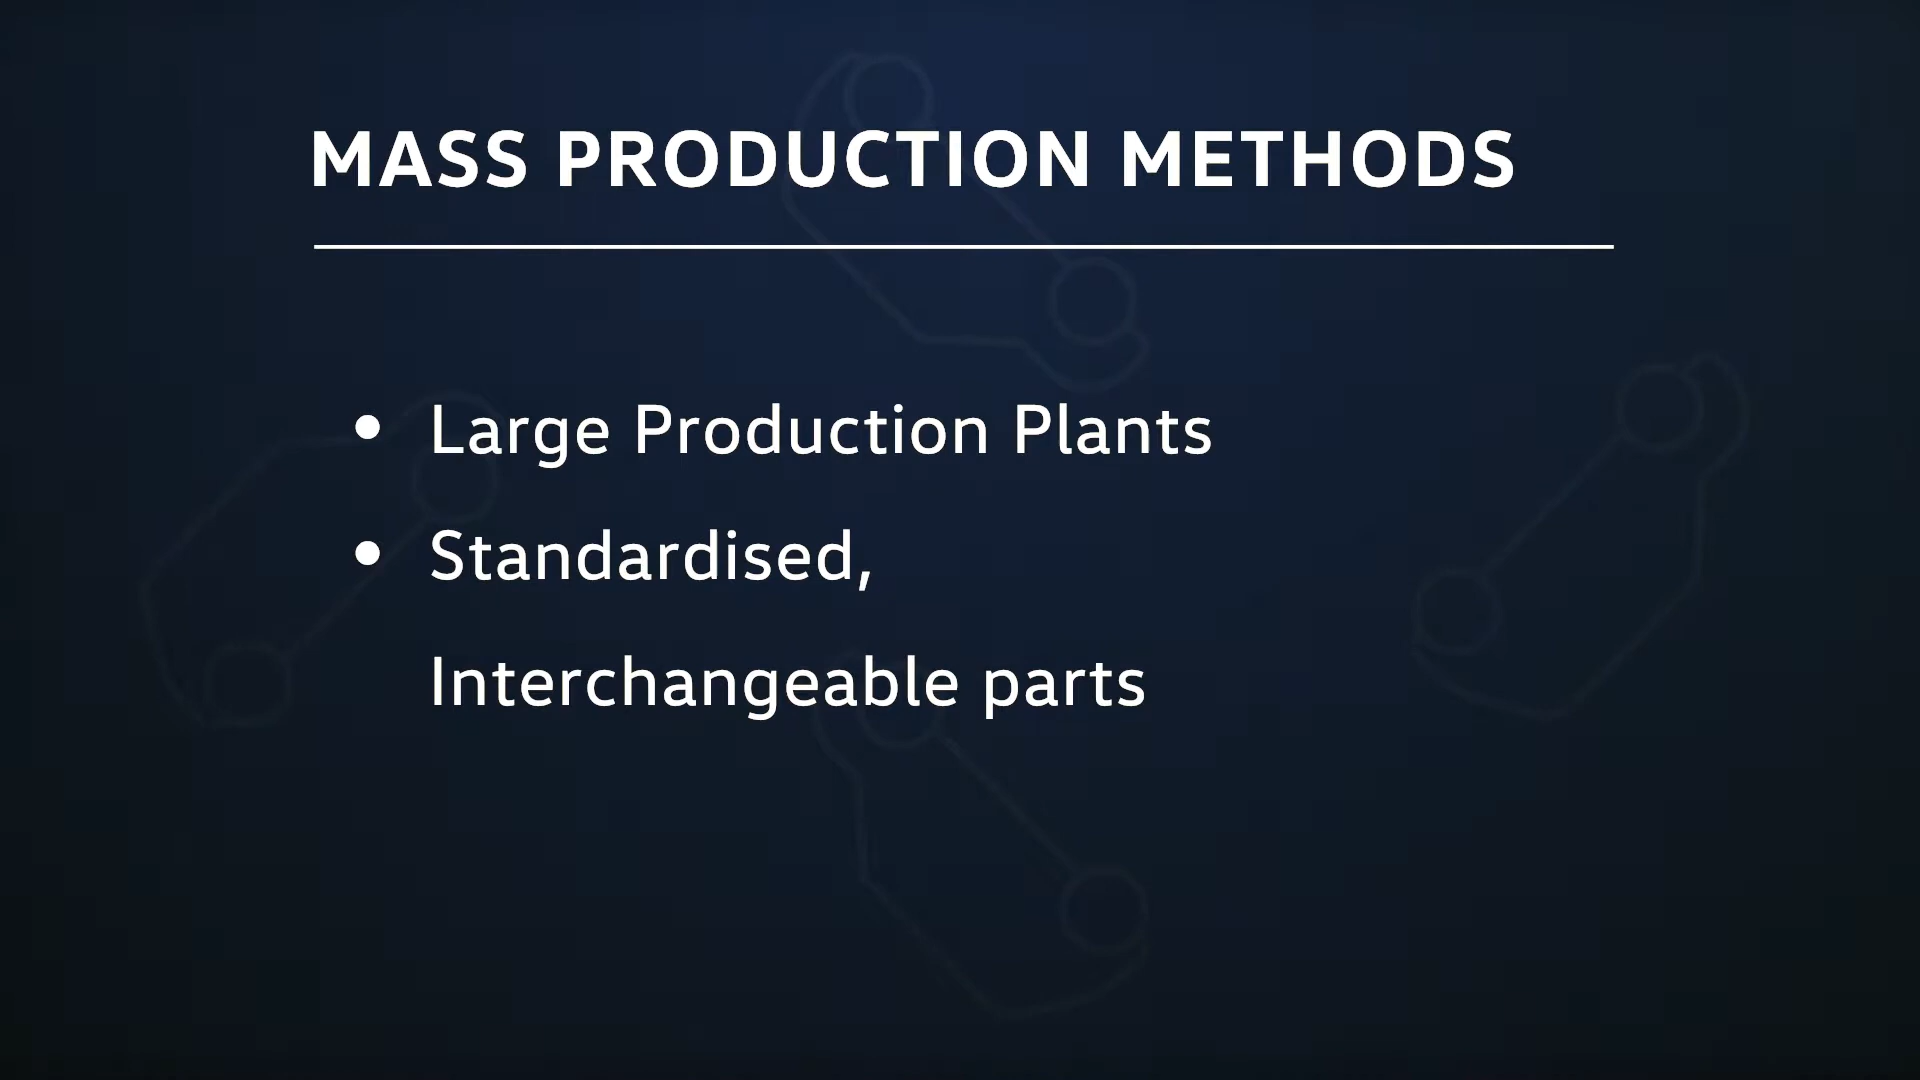 MASS PRODUCTION METHODS
• Large Production Plants
• Standardised,
Interchangeable parts